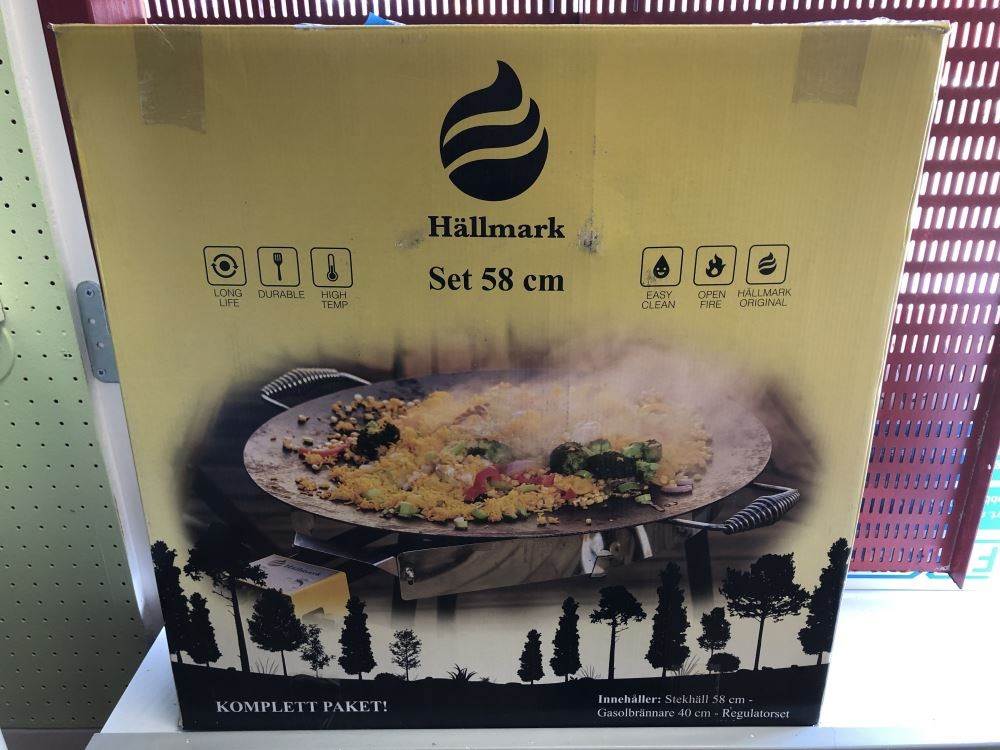 Hällmark
Set 58 cm
LONG
LIFE
DURABLE
HIGH
TEMP
EASY
CLEAN
OPEN
FIRE
HÄLLMARK
ORIGINAL
Hällmark
KOMPLETT PAKET!
Innehåller: Stekhäll 58 cm -
Gasolbrännare 40 cm - Regulatorset